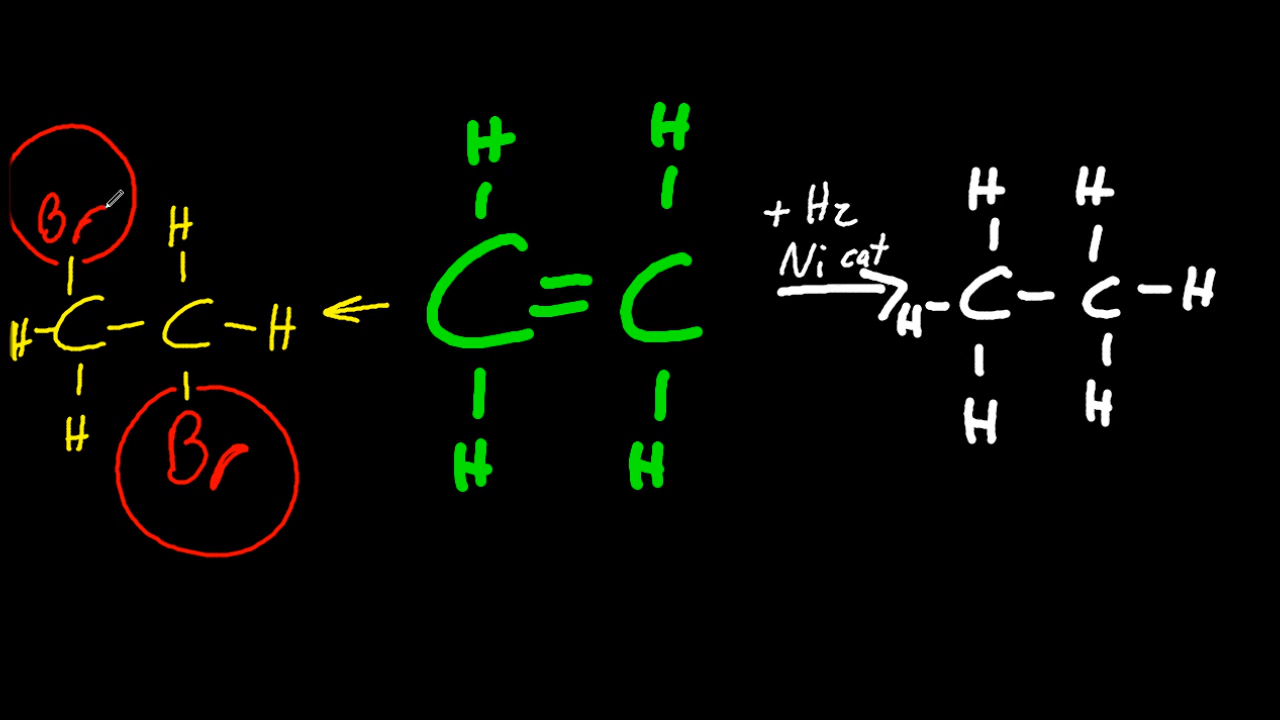 Br H
H-C-C-H
H Br
←
H H
C=C
H H
+ H2
Ni cat
→
H H
H-C-C-H
H H